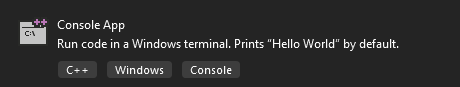 C:\
++
Console App
Run code in a Windows terminal. Prints "Hello World" by default.
C++
Windows
Console